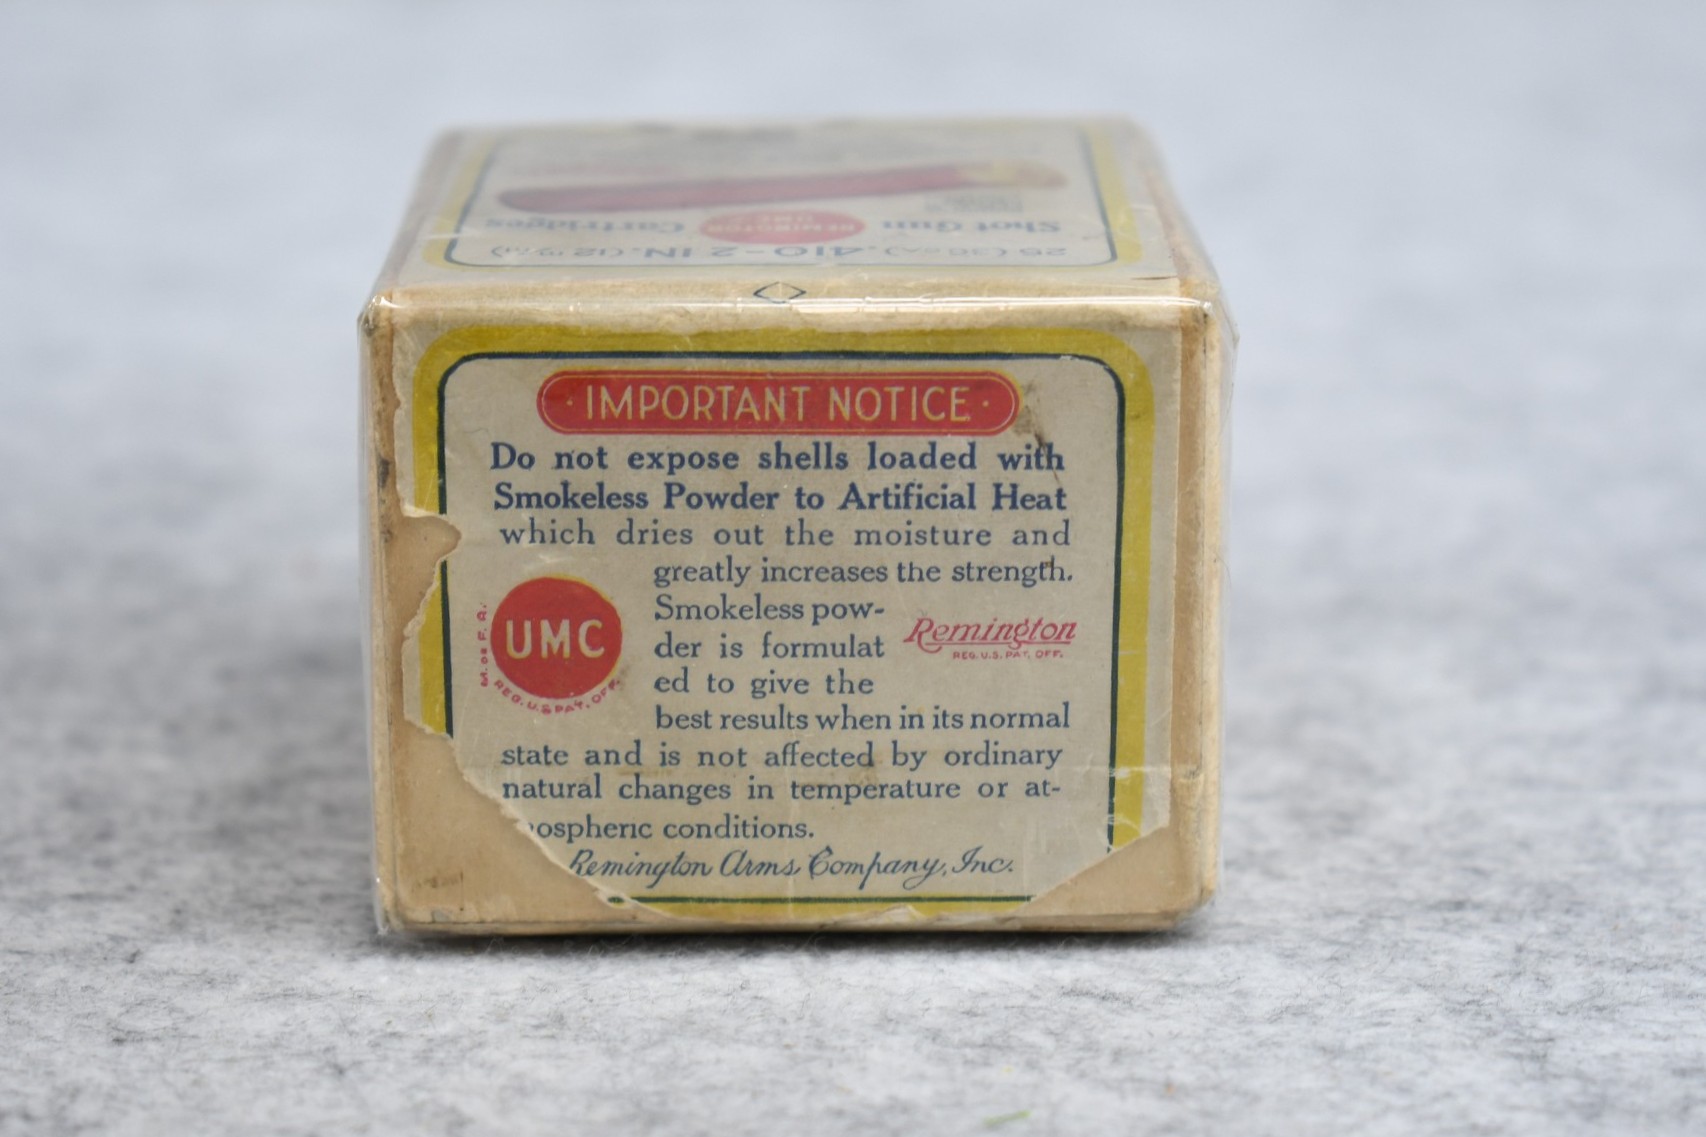 Shot Gun REMINGTON UMC Cartridges
.410-2 IN. (12 m/m)
· IMPORTANT NOTICE ·
Do not expose shells loaded with
Smokeless Powder to Artificial Heat
which dries out the moisture and
greatly increases the strength.
Smokeless pow-
der is formulat
ed to give the
best results when in its normal
state and is not affected by ordinary
natural changes in temperature or at-
ospheric conditions.
Remington Arms Company, Inc.
UMC
REG. U.S. PAT. OFF.
Remington
REG. U.S. PAT. OFF.